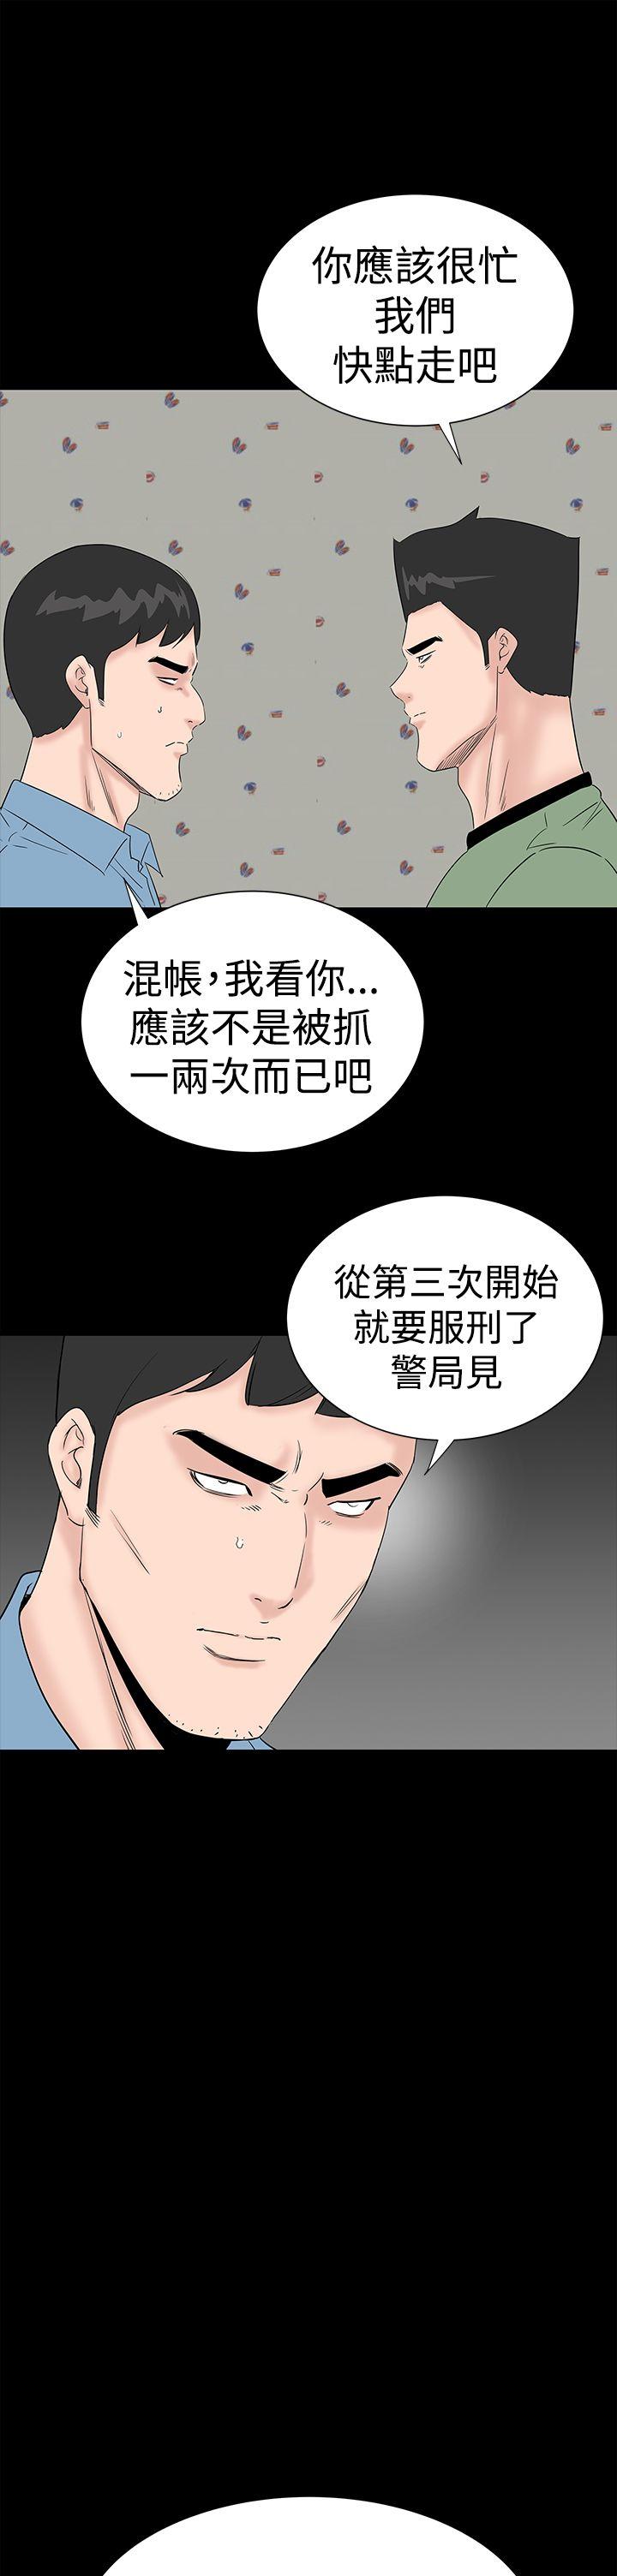 你應該很忙
我們
快點走吧
混帳，我看你…
應該不是被抓
一兩次而已吧
從第三次開始
就要服刑了
警局見